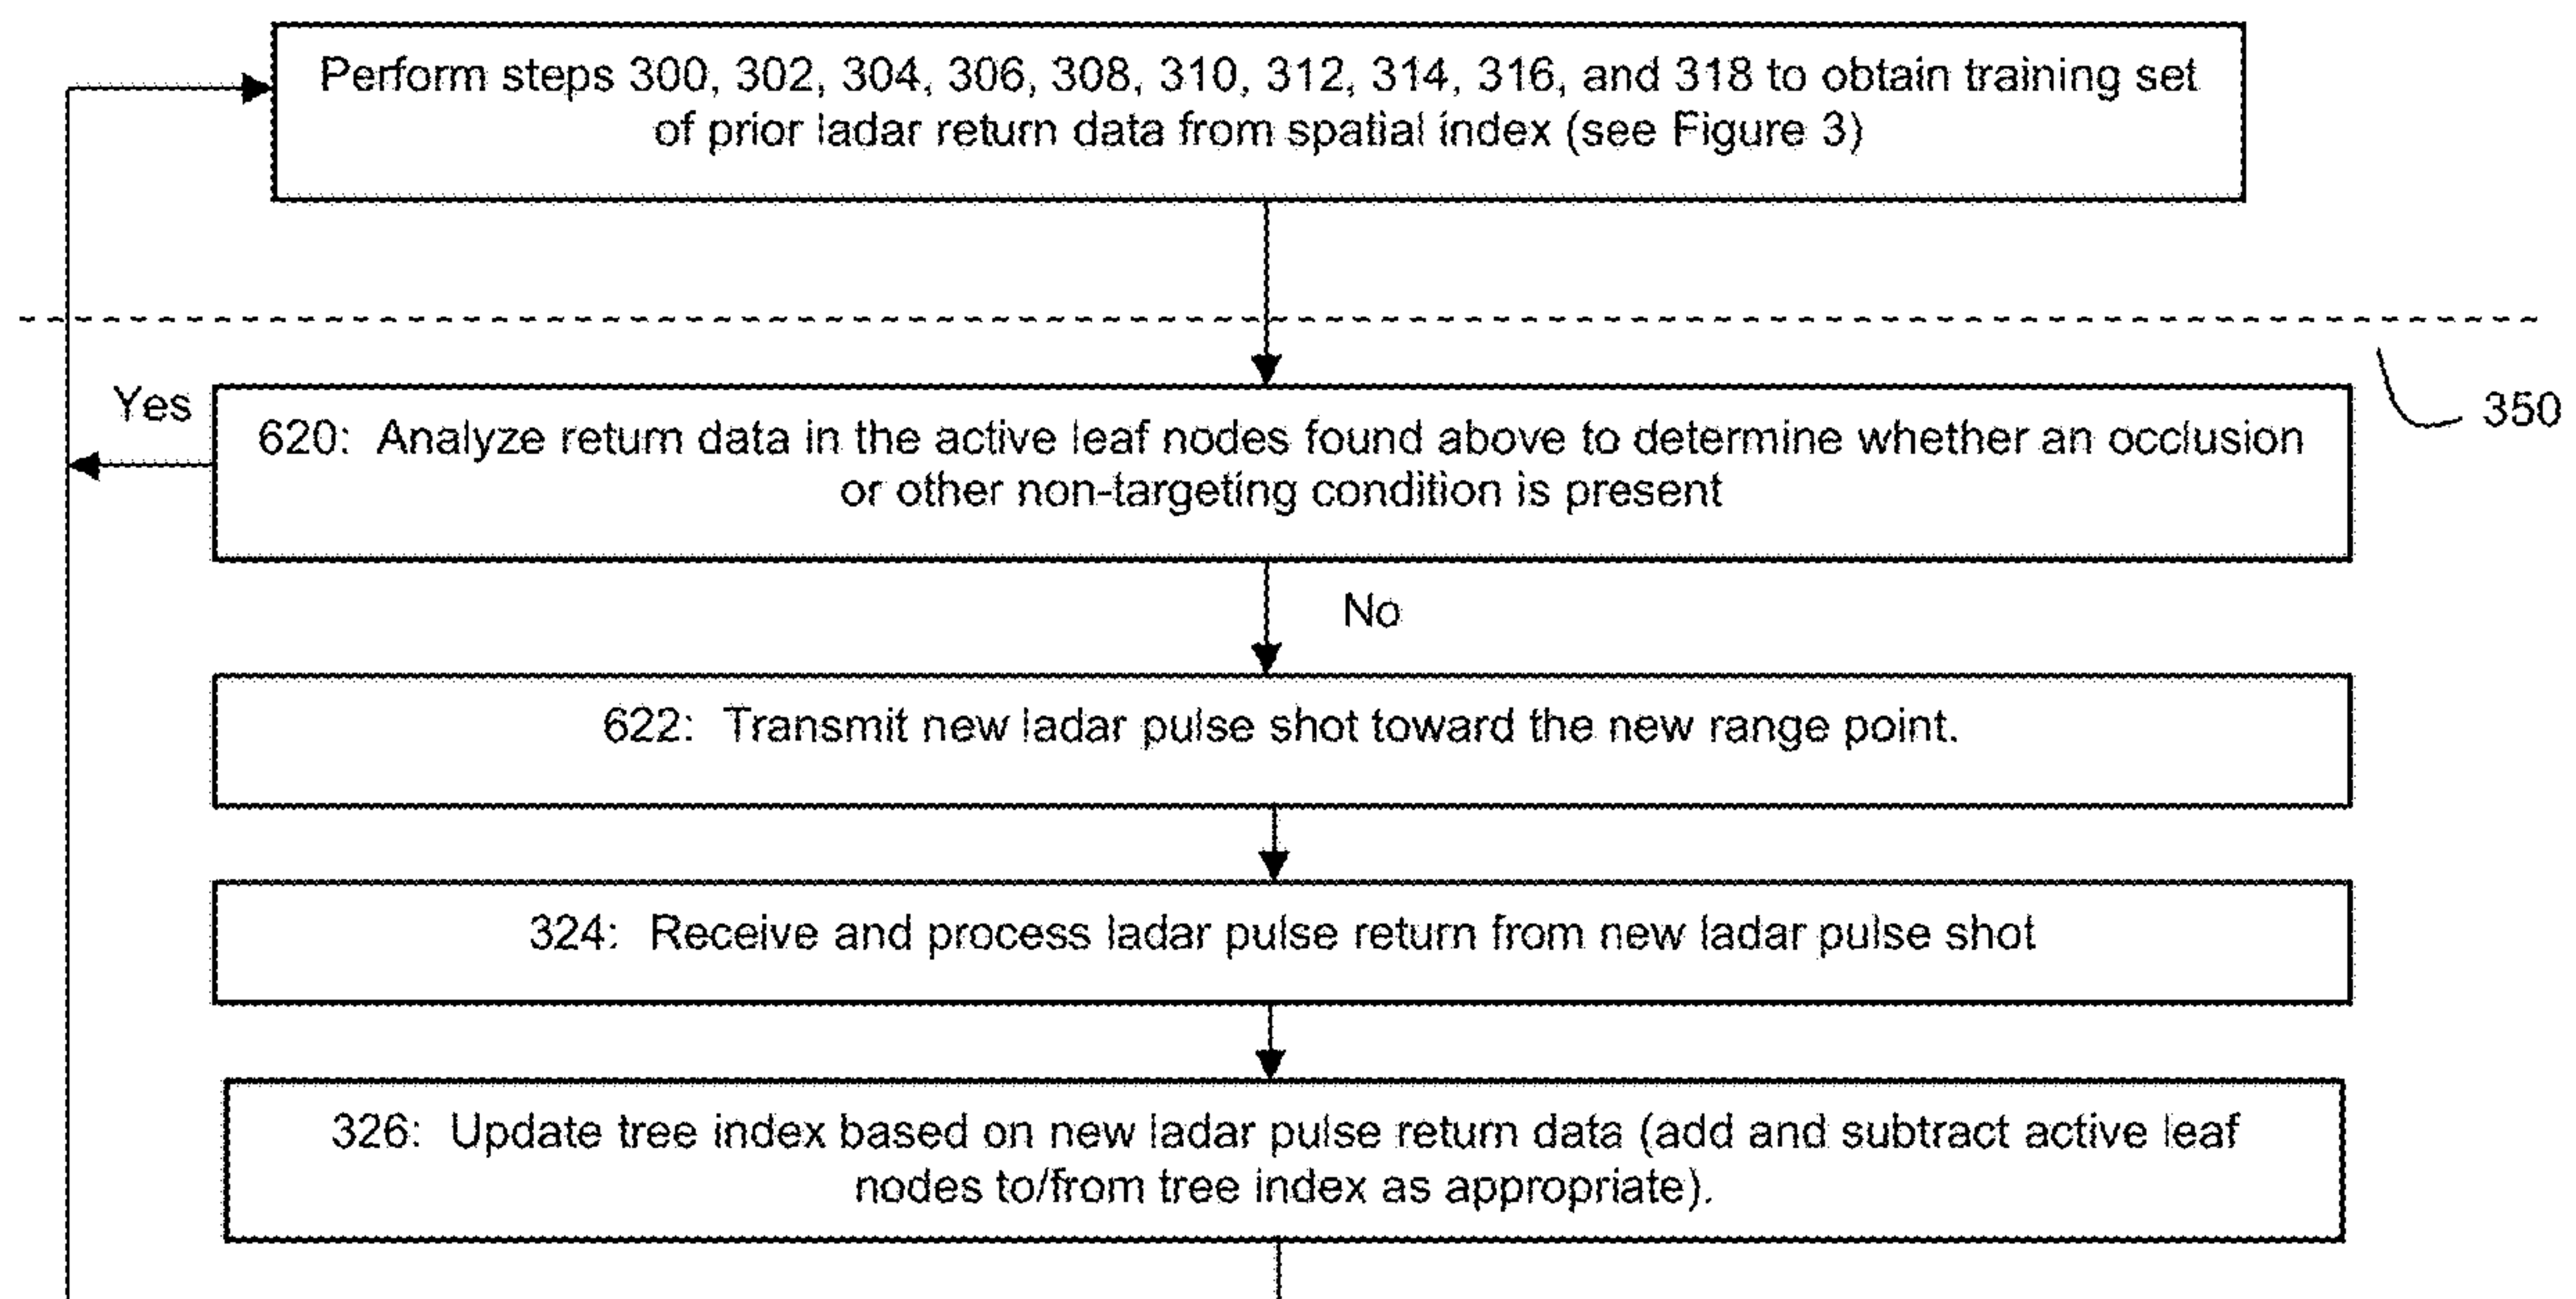 Perform steps 300, 302, 304, 306, 308, 310, 312, 314, 316, and 318 to obtain training set
of prior ladar return data from spatial index (see Figure 3)
350
Yes
620: Analyze return data in the active leaf nodes found above to determine whether an occlusion
or other non-targeting condition is present
No
622: Transmit new ladar pulse shot toward the new range point.
324: Receive and process ladar pulse return from new ladar pulse shot
326: Update tree index based on new ladar pulse return data (add and subtract active leaf
nodes to/from tree index as appropriate).